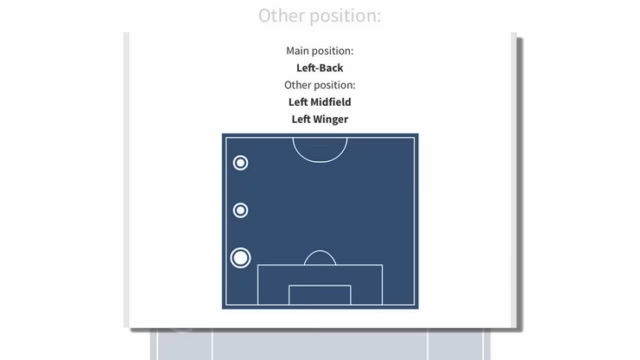 Other position:
Main position:
Left-Back
Other position:
Left Midfield
Left Winger